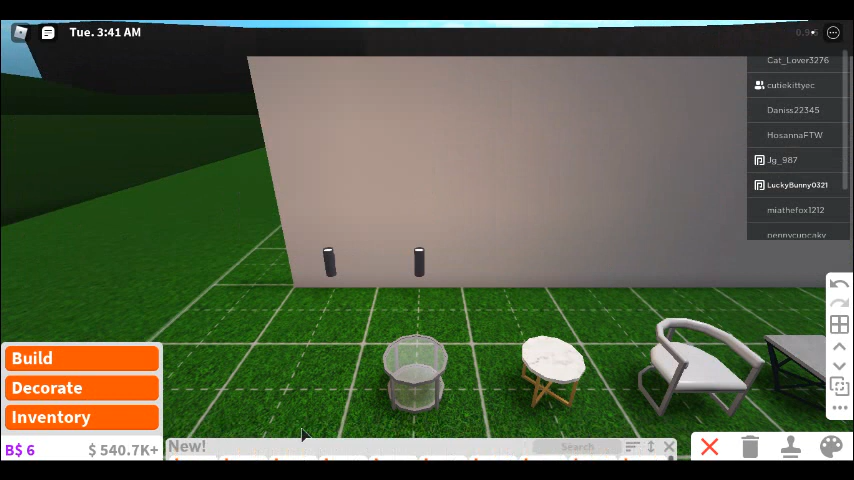 Tue. 3:41 AM
Cat_Lover3276
cutiekittyec
Daniss22345
HosannaFTW
Jg_987
LuckyBunny0321
miathefox1212
pennycupcaky
Build
Decorate
Inventory
B$ 6
$ 540.7K+
New!
Search